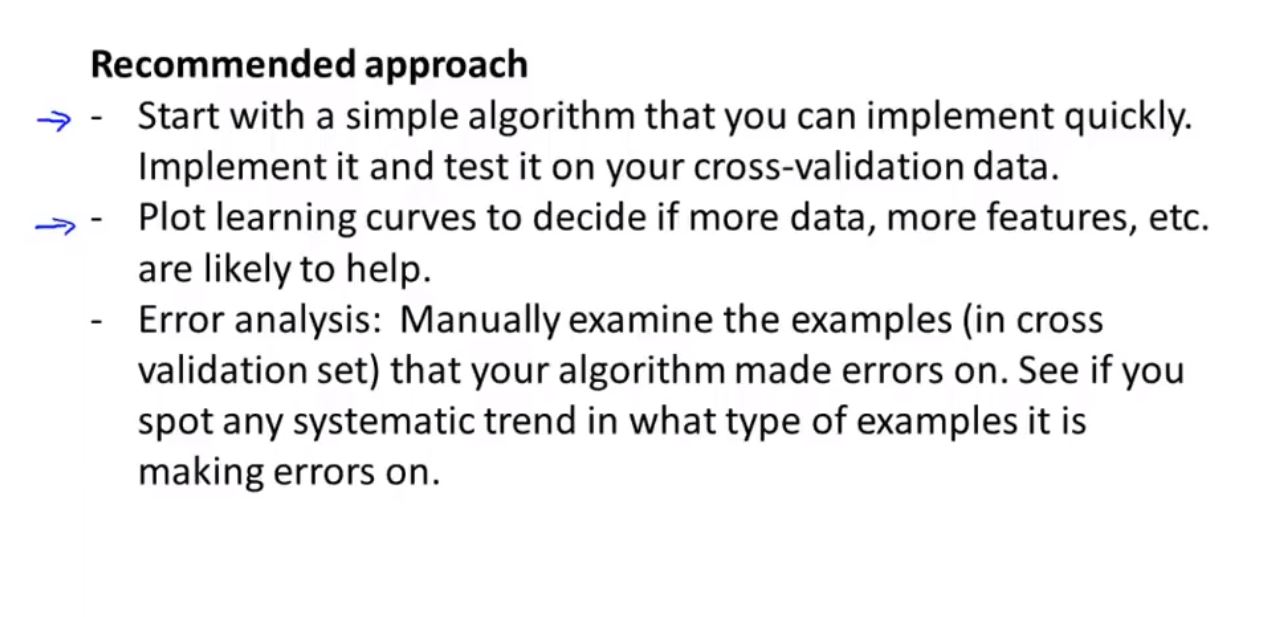 Recommended approach
- Start with a simple algorithm that you can implement quickly.
Implement it and test it on your cross-validation data.
- Plot learning curves to decide if more data, more features, etc.
are likely to help.
- Error analysis: Manually examine the examples (in cross
validation set) that your algorithm made errors on. See if you
spot any systematic trend in what type of examples it is
making errors on.